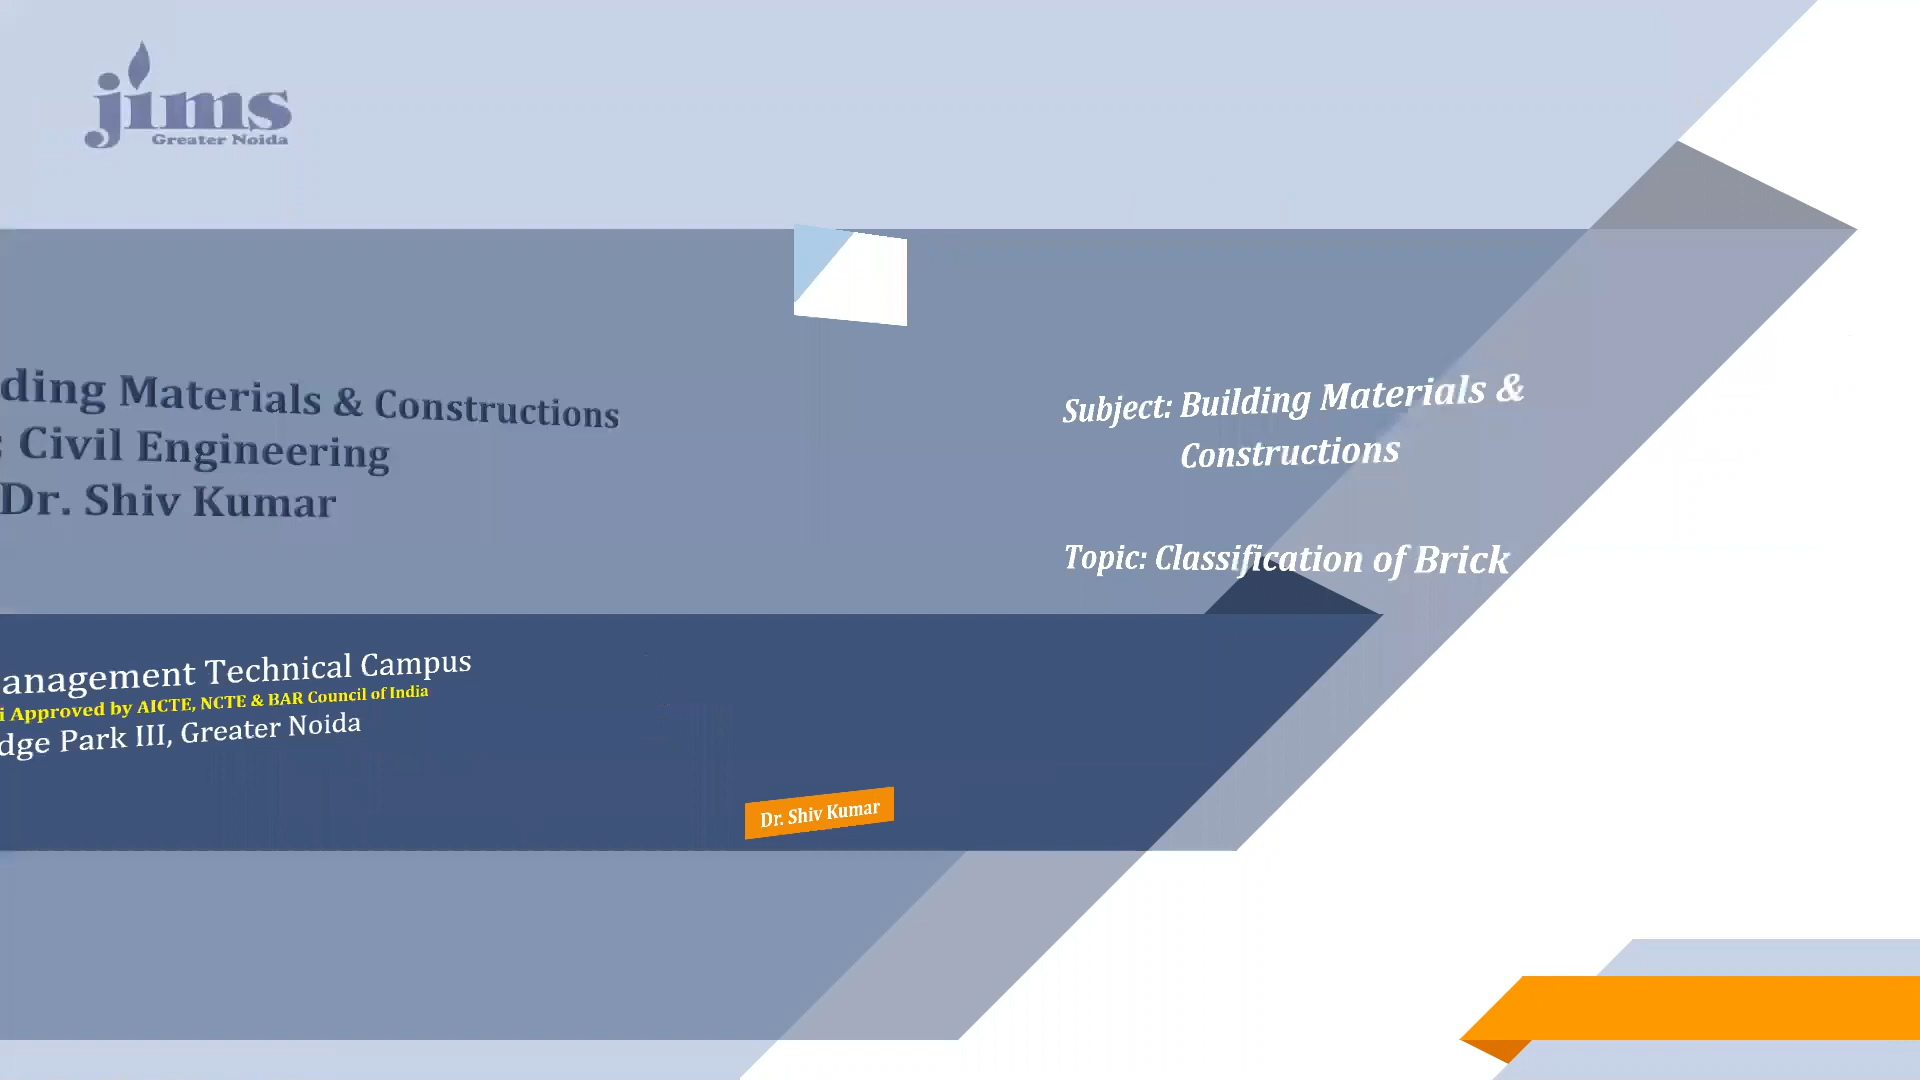 jims
Greater Noida
ding Materials & Constructions
: Civil Engineering
Dr. Shiv Kumar
Subject: Building Materials &
Constructions
Topic: Classification of Brick
anagement Technical Campus
i Approved by AICTE, NCTE & BAR Council of India
dge Park III, Greater Noida
Dr. Shiv Kumar